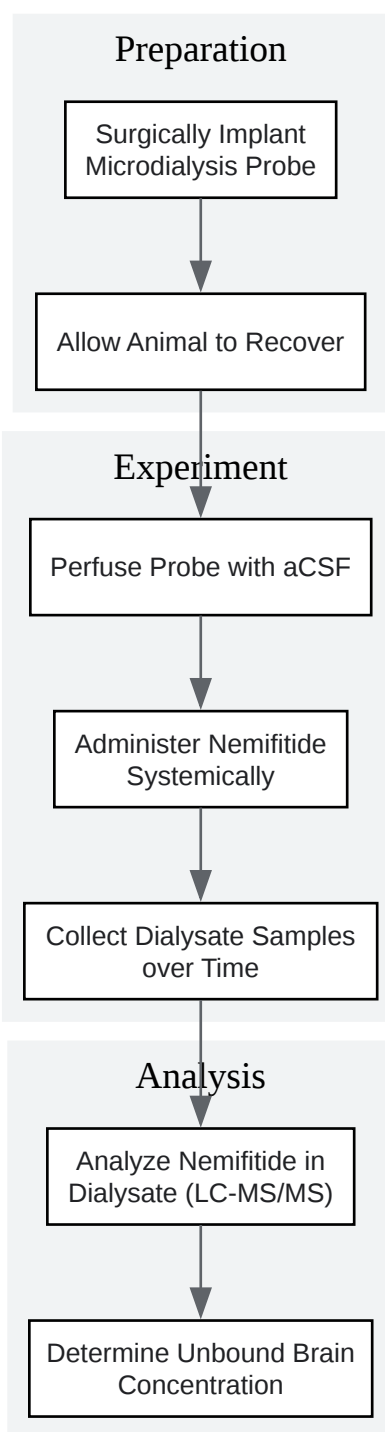 Preparation
Surgically Implant
Microdialysis Probe
Allow Animal to Recover
Experiment
Perfuse Probe with aCSF
Administer Nemifitide
Systemically
Collect Dialysate Samples
over Time
Analysis
Analyze Nemifitide in
Dialysate (LC-MS/MS)
Determine Unbound Brain
Concentration